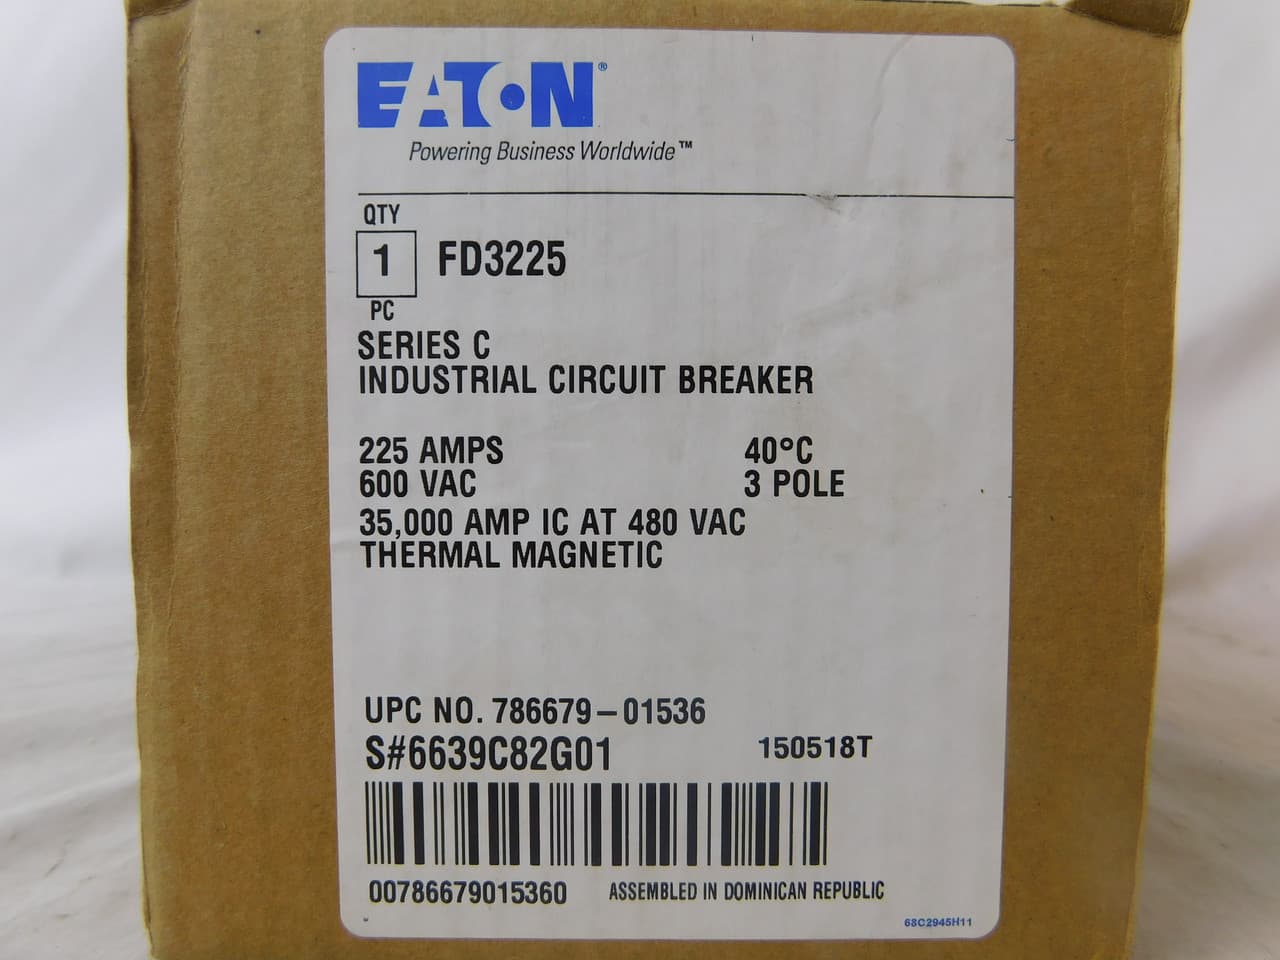 EATON®
Powering Business Worldwide™
QTY
1 FD3225
PC
SERIES C
INDUSTRIAL CIRCUIT BREAKER
225 AMPS 40°C
600 VAC 3 POLE
35,000 AMP IC AT 480 VAC
THERMAL MAGNETIC
UPC NO. 786679-01536
S#6639C82G01 150518T
00786679015360 ASSEMBLED IN DOMINICAN REPUBLIC
68C2945H11